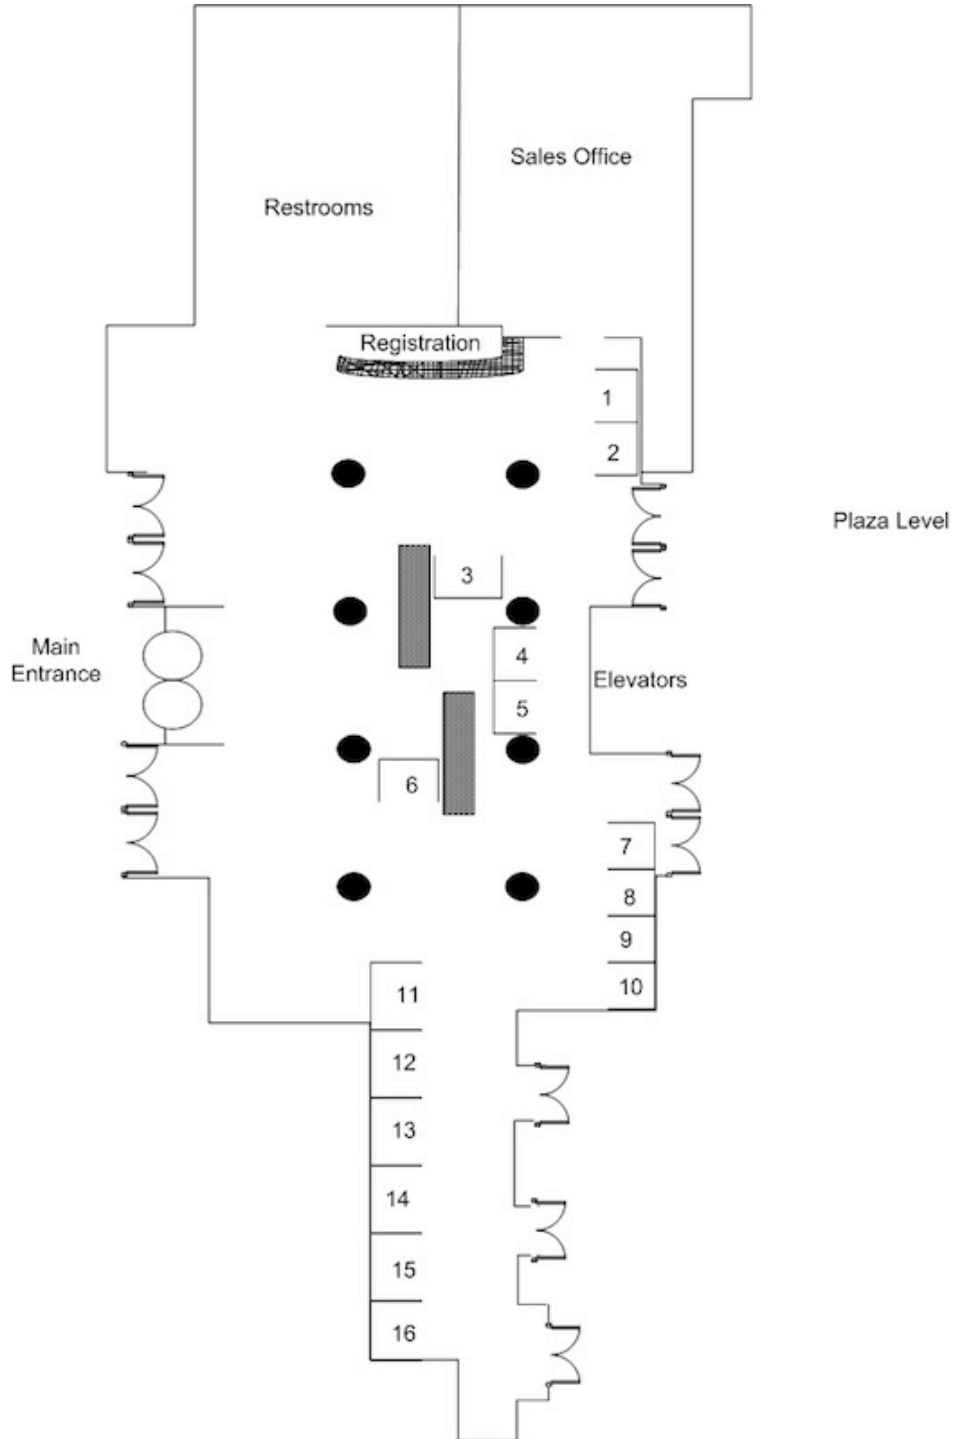 Sales Office
Restrooms
Registration
1
2
Plaza Level
3
Main
Entrance
4
Elevators
5
6
7
8
9
10
11
12
13
14
15
16